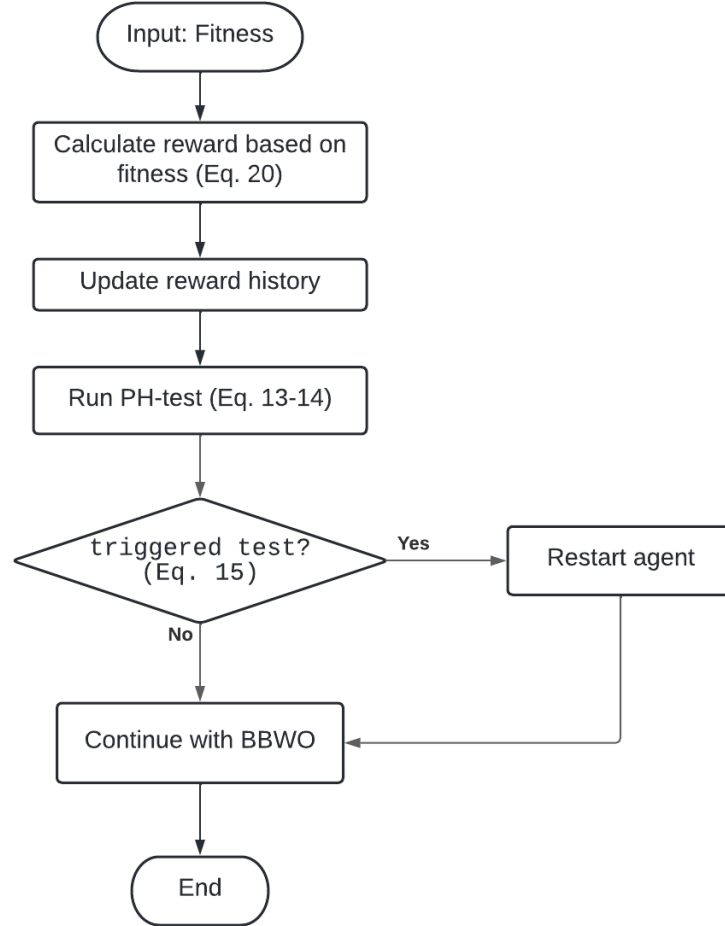 Input: Fitness
Calculate reward based on
fitness (Eq. 20)
Update reward history
Run PH-test (Eq. 13-14)
triggered test?
(Eq. 15)
Yes
Restart agent
No
Continue with BBWO
End